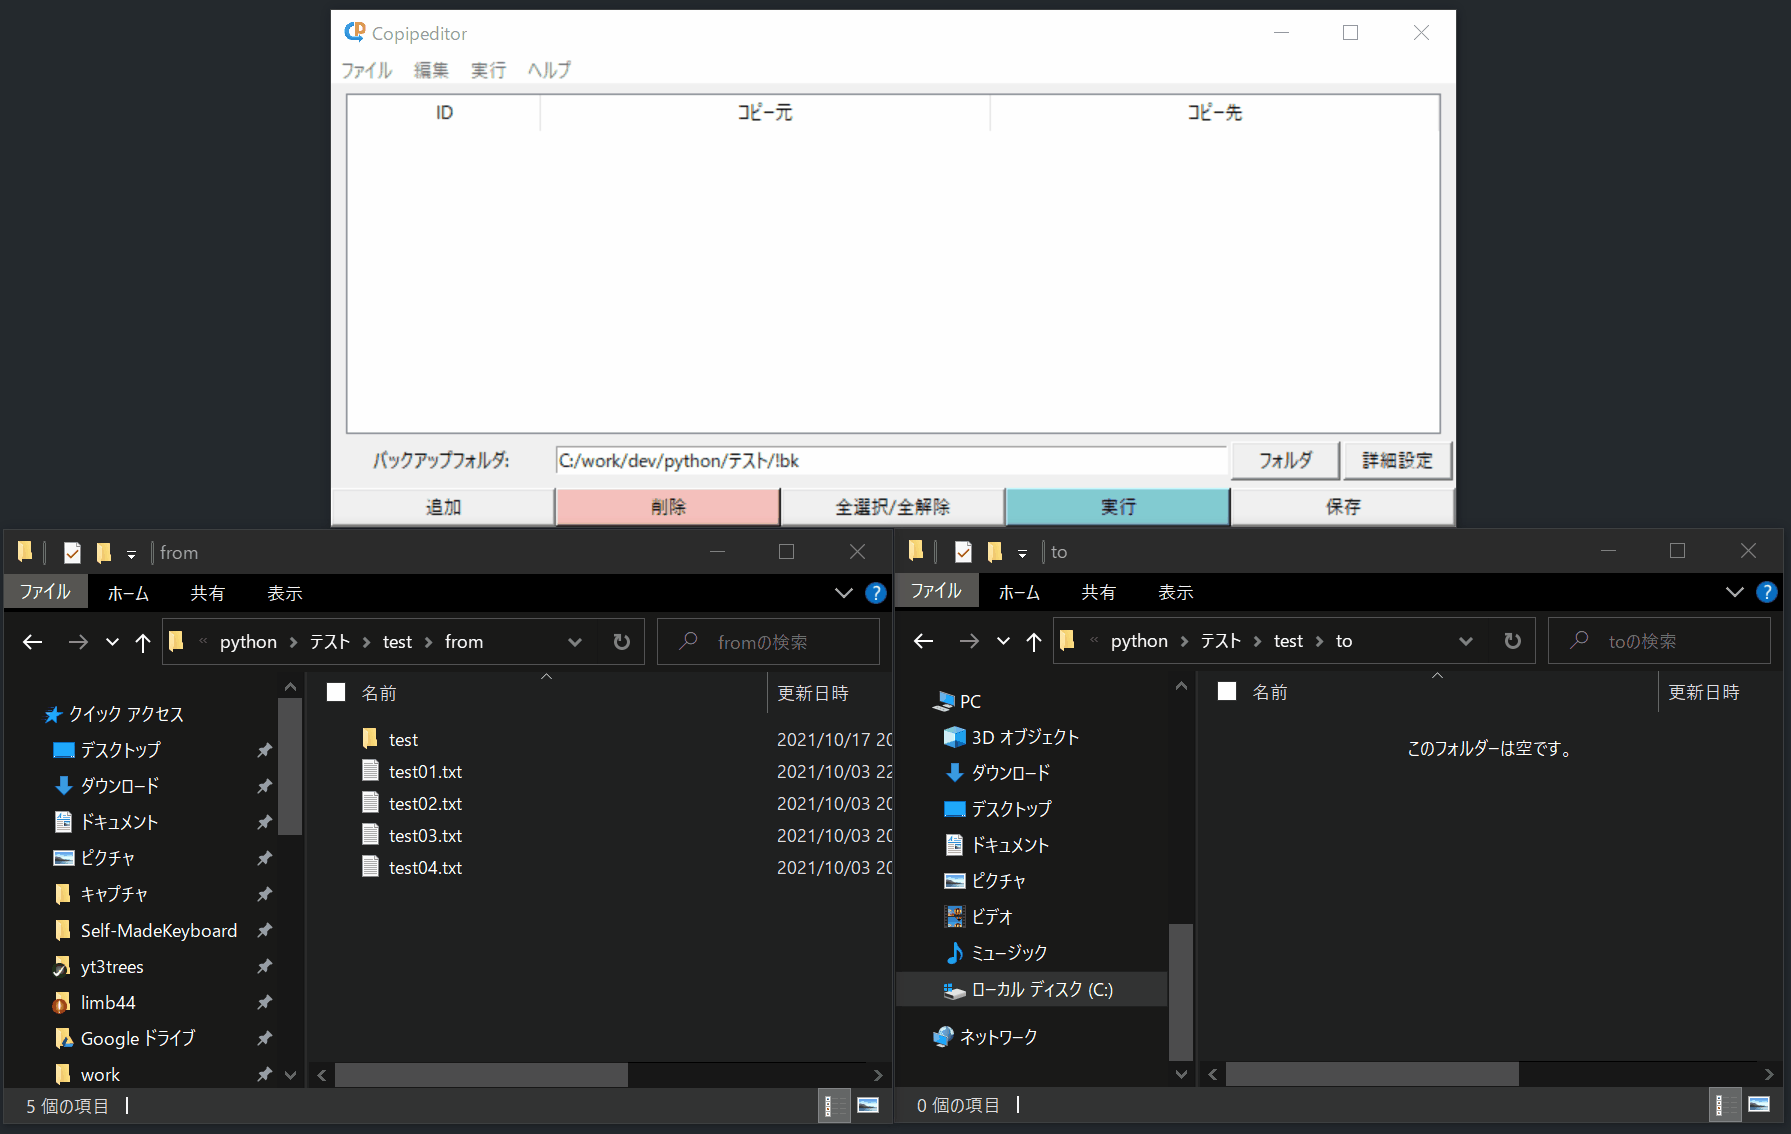 Copipeditor
ファイル 編集 実行 ヘルプ
ID コピー元 コピー先
バックアップフォルダ: C:/work/dev/python/テスト/!bk フォルダ 詳細設定
追加 削除 全選択/全解除 実行 保存
from
ファイル ホーム 共有 表示
« python › テスト › test › from fromの検索
クイック アクセス
デスクトップ
ダウンロード
ドキュメント
ピクチャ
キャプチャ
Self-MadeKeyboard
yt3trees
limb44
Google ドライブ
work
名前 更新日時
test 2021/10/17 20
test01.txt 2021/10/03 22
test02.txt 2021/10/03 20
test03.txt 2021/10/03 20
test04.txt 2021/10/03 20
5 個の項目
to
ファイル ホーム 共有 表示
« python › テスト › test › to toの検索
PC
3D オブジェクト
ダウンロード
デスクトップ
ドキュメント
ピクチャ
ビデオ
ミュージック
ローカル ディスク (C:)
ネットワーク
名前 更新日時
このフォルダーは空です。
0 個の項目